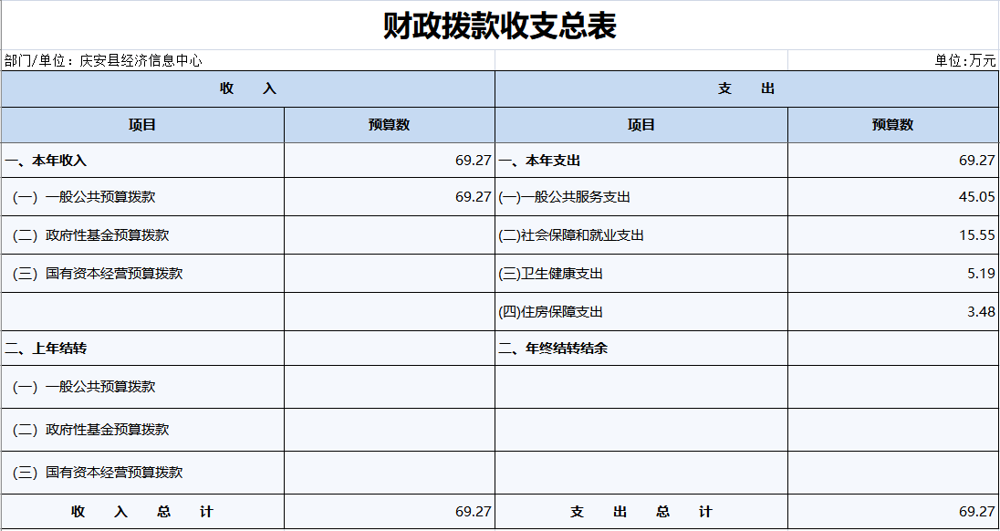 财政拨款收支总表
部门/单位：庆安县经济信息中心 单位:万元
收 入 支 出
项目 预算数 项目 预算数
一、本年收入 69.27 一、本年支出 69.27
(一) 一般公共预算拨款 69.27 (一)一般公共服务支出 45.05
(二) 政府性基金预算拨款 (二)社会保障和就业支出 15.55
(三) 国有资本经营预算拨款 (三)卫生健康支出 5.19
(四)住房保障支出 3.48
二、上年结转 二、年终结转结余
(一) 一般公共预算拨款
(二) 政府性基金预算拨款
(三) 国有资本经营预算拨款
收 入 总 计 69.27 支 出 总 计 69.27